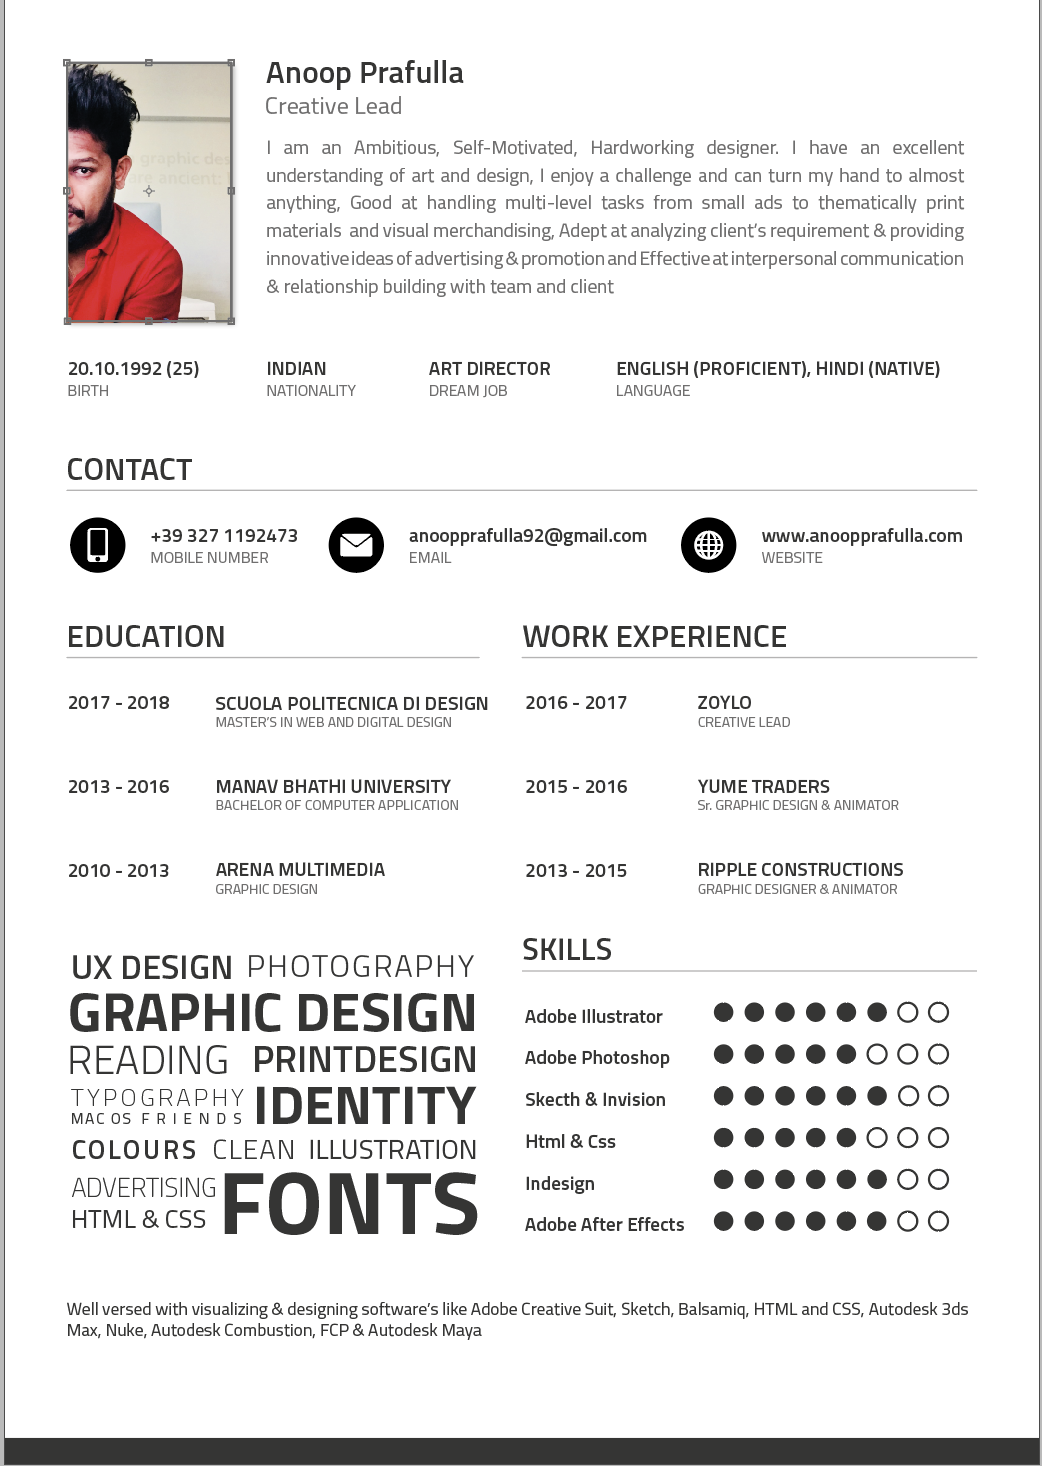 Anoop Prafulla
Creative Lead
I am an Ambitious, Self-Motivated, Hardworking designer. I have an excellent
understanding of art and design, I enjoy a challenge and can turn my hand to almost
anything, Good at handling multi-level tasks from small ads to thematically print
materials and visual merchandising, Adept at analyzing client's requirement & providing
innovative ideas of advertising & promotion and Effective at interpersonal communication
& relationship building with team and client
graphic des
are ancient:
20.10.1992 (25)
BIRTH
INDIAN
NATIONALITY
ART DIRECTOR
DREAM JOB
ENGLISH (PROFICIENT), HINDI (NATIVE)
LANGUAGE
CONTACT
+39 327 1192473
MOBILE NUMBER
anoopprafulla92@gmail.com
EMAIL
www.anoopprafulla.com
WEBSITE
EDUCATION
2017 - 2018 SCUOLA POLITECNICA DI DESIGN
MASTER'S IN WEB AND DIGITAL DESIGN
2013 - 2016 MANAV BHATHI UNIVERSITY
BACHELOR OF COMPUTER APPLICATION
2010 - 2013 ARENA MULTIMEDIA
GRAPHIC DESIGN
WORK EXPERIENCE
2016 - 2017 ZOYLO
CREATIVE LEAD
2015 - 2016 YUME TRADERS
Sr. GRAPHIC DESIGN & ANIMATOR
2013 - 2015 RIPPLE CONSTRUCTIONS
GRAPHIC DESIGNER & ANIMATOR
UX DESIGN PHOTOGRAPHY
GRAPHIC DESIGN
READING PRINTDESIGN
TYPOGRAPHY
MAC OS FRIENDS
IDENTITY
COLOURS CLEAN ILLUSTRATION
ADVERTISING
HTML & CSS
FONTS
SKILLS
Adobe Illustrator
Adobe Photoshop
Skecth & Invision
Html & Css
Indesign
Adobe After Effects
Well versed with visualizing & designing software's like Adobe Creative Suit, Sketch, Balsamiq, HTML and CSS, Autodesk 3ds
Max, Nuke, Autodesk Combustion, FCP & Autodesk Maya